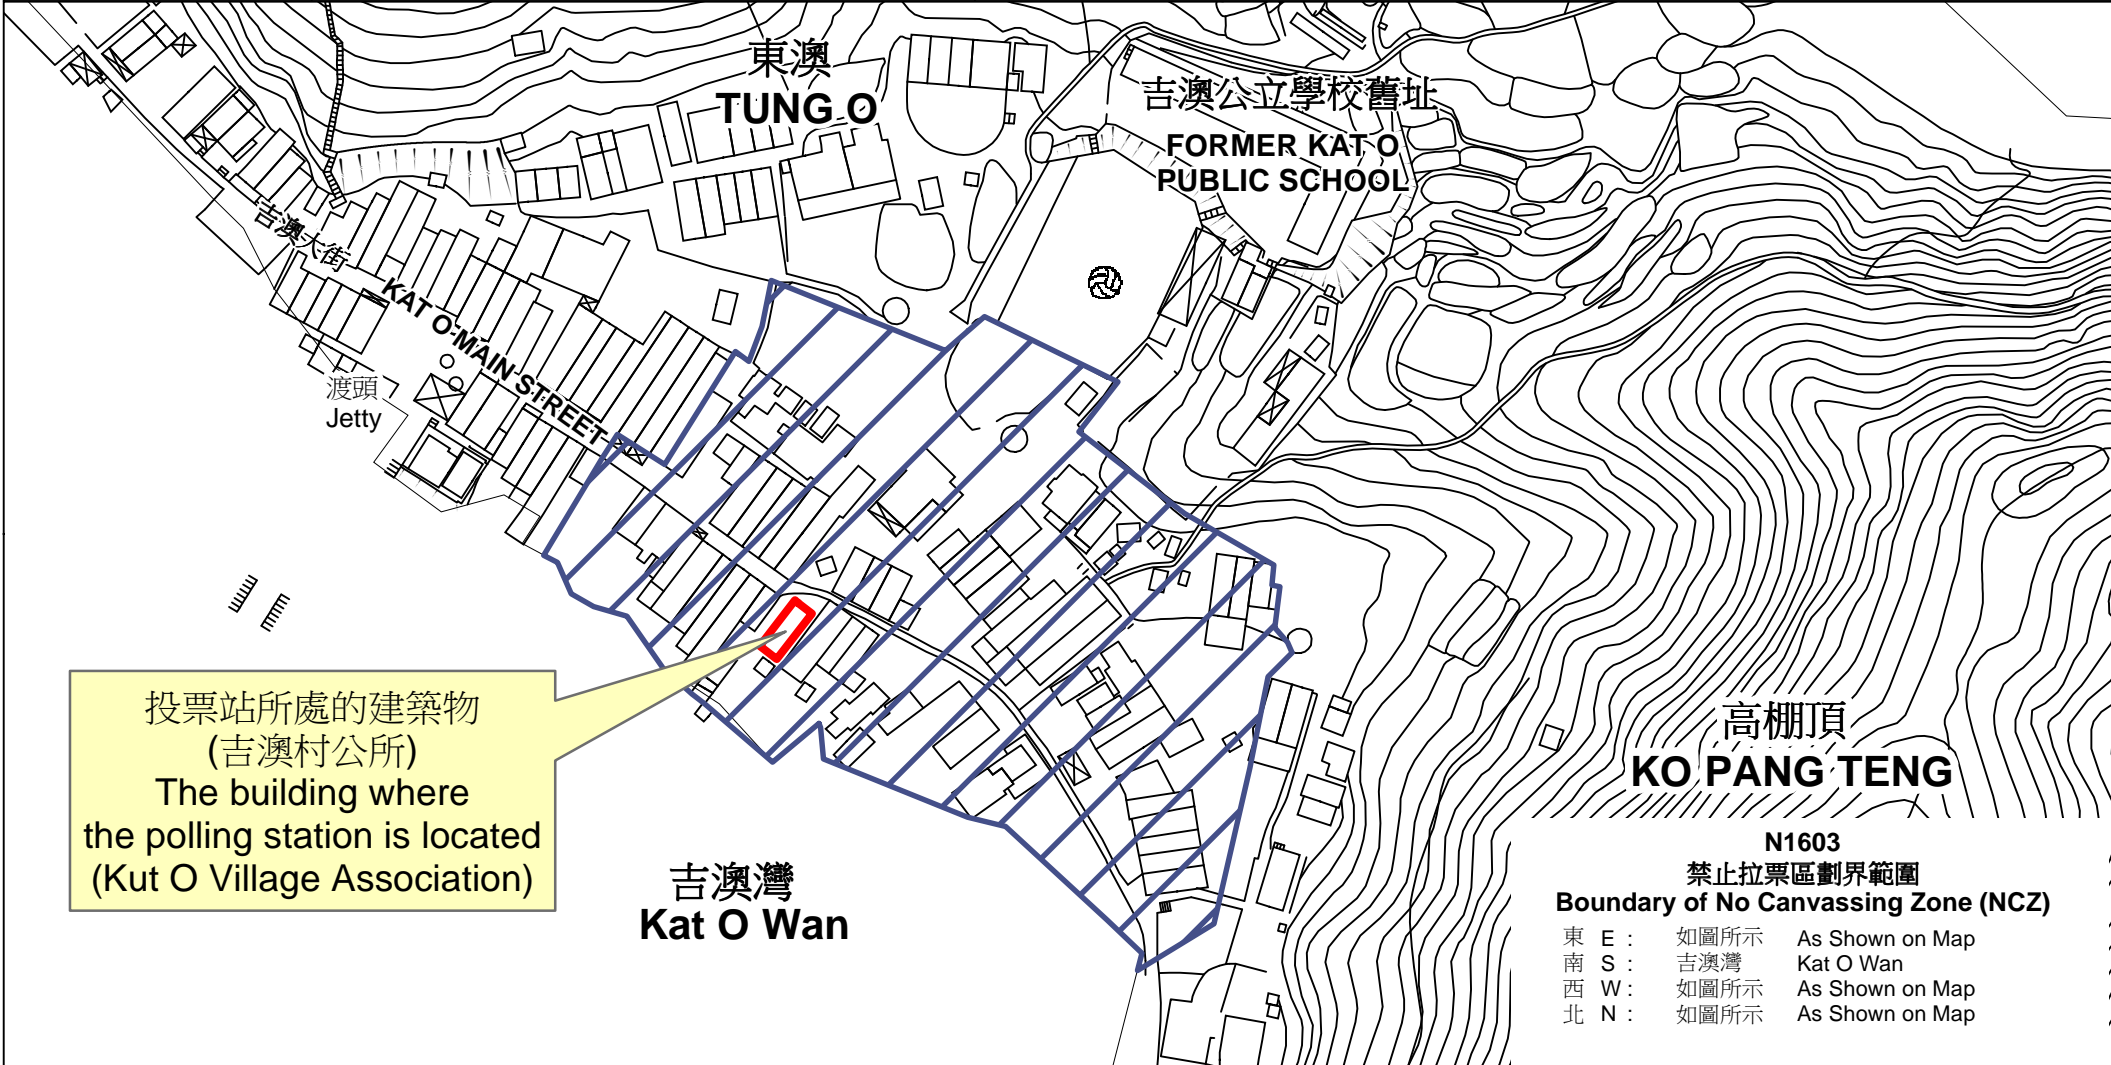 東澳
TUNG O
吉澳公立學校舊址
FORMER KAT O
PUBLIC SCHOOL
吉澳大街
KAT O MAIN STREET
渡頭
Jetty
投票站所處的建築物
(吉澳村公所)
The building where
the polling station is located
(Kut O Village Association)
吉澳灣
Kat O Wan
高棚頂
KO PANG TENG
N1603
禁止拉票區劃界範圍
Boundary of No Canvassing Zone (NCZ)
東 E : 如圖所示 As Shown on Map
南 S : 吉澳灣 Kat O Wan
西 W : 如圖所示 As Shown on Map
北 N : 如圖所示 As Shown on Map